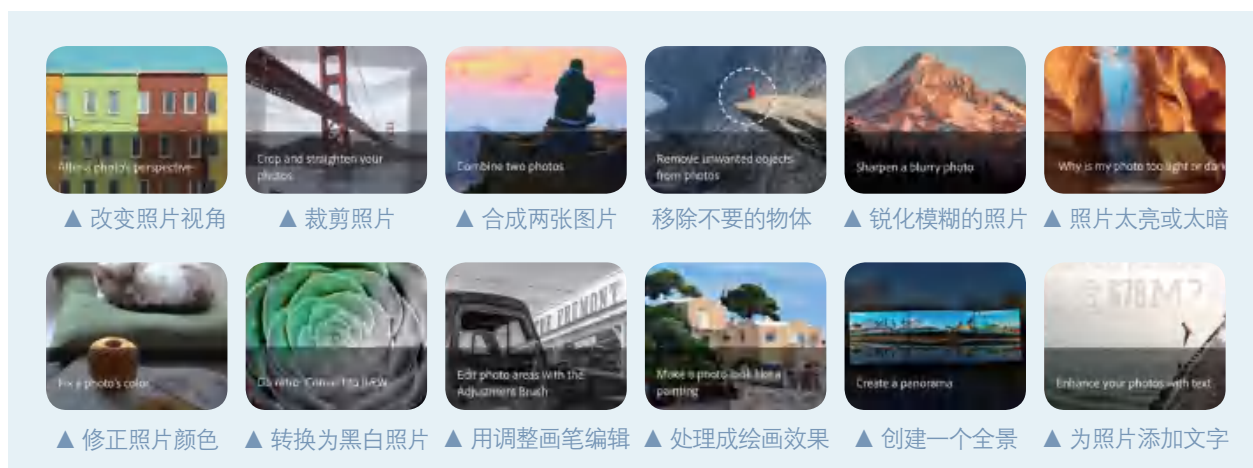 Alter a photo's perspective
Crop and straighten your
photos
Combine two photos
Remove unwanted objects
from photos
Sharpen a blurry photo
Why is my photo too light or dark
▲ 改变照片视角
▲ 裁剪照片
▲ 合成两张图片
移除不要的物体
▲ 锐化模糊的照片
▲ 照片太亮或太暗
Fix a photo's color
Edit photo areas with the
Adjustment Brush
Make a photo look like a
painting
Create a panorama
Enhance your photos with text
▲ 修正照片颜色
▲ 转换为黑白照片
▲ 用调整画笔编辑
▲ 处理成绘画效果
▲ 创建一个全景
▲ 为照片添加文字